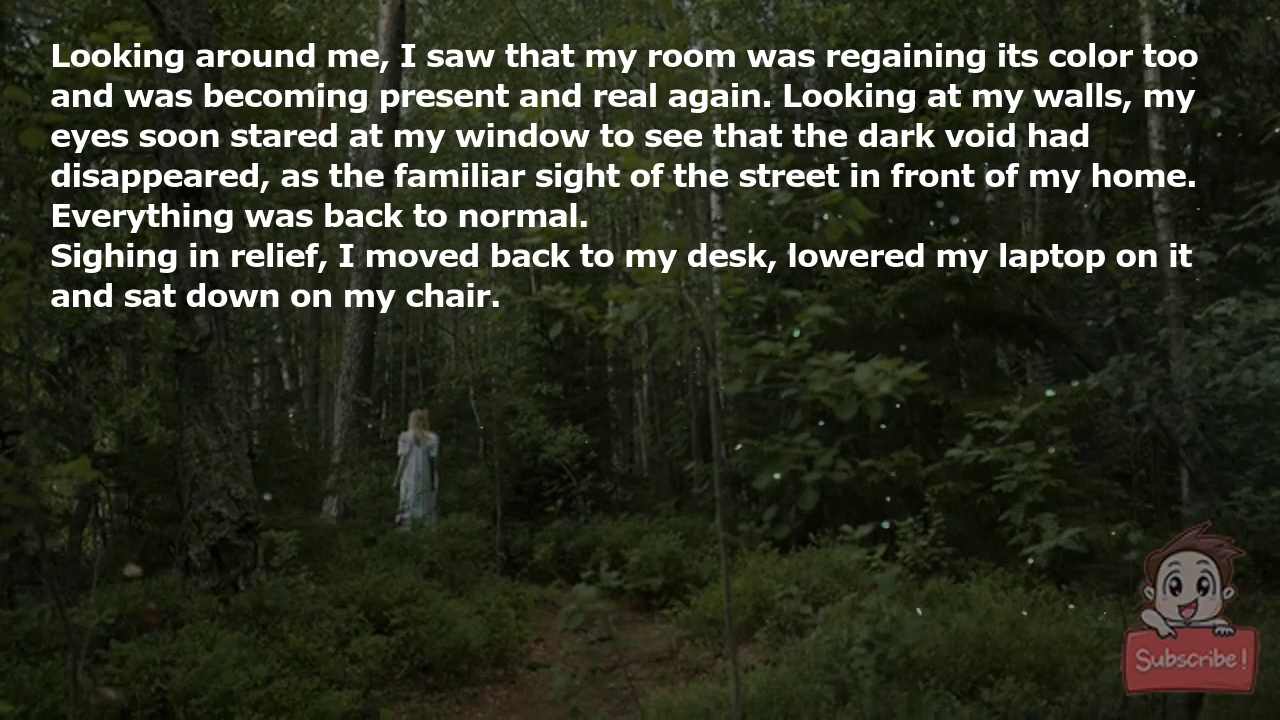 Looking around me, I saw that my room was regaining its color too
and was becoming present and real again. Looking at my walls, my
eyes soon stared at my window to see that the dark void had
disappeared, as the familiar sight of the street in front of my home.
Everything was back to normal.
Sighing in relief, I moved back to my desk, lowered my laptop on it
and sat down on my chair.
Subscribe!